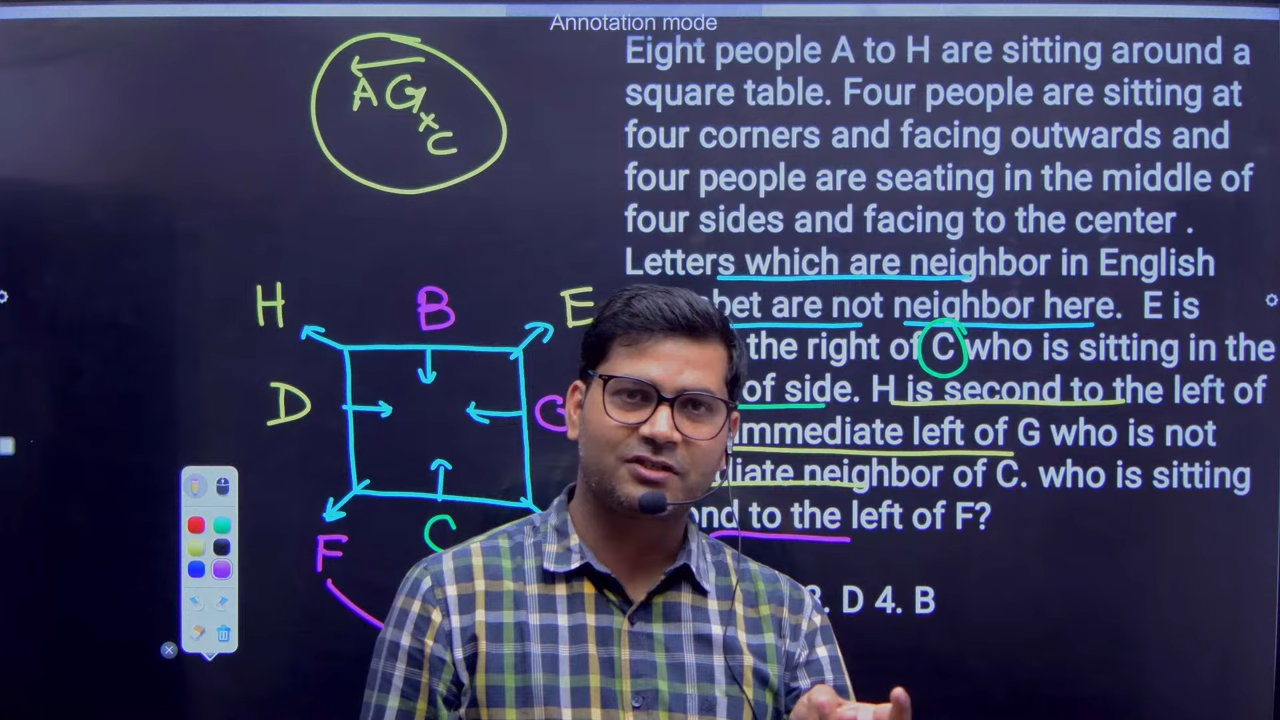 Annotation mode
Eight people A to H are sitting around a
square table. Four people are sitting at
four corners and facing outwards and
four people are seating in the middle of
four sides and facing to the center .
Letters which are neighbor in English
bet are not neighbor here. E is
the right of C who is sitting in the
of side. H is second to the left of
immediate left of G who is not
diate neighbor of C. who is sitting
ond to the left of F?
3. D 4. B
A G
x
C
H B E
D G
F C